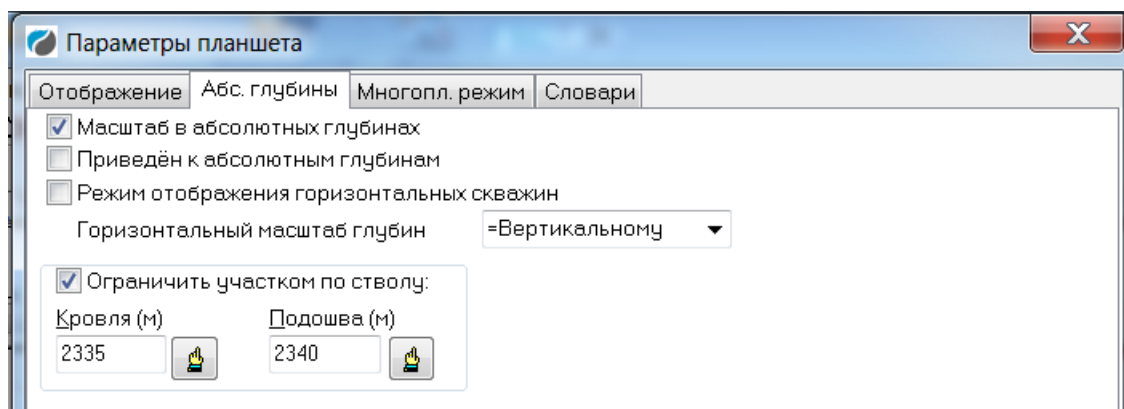 Параметры планшета
Отображение Абс. глубины Многопл. режим Словари
Масштаб в абсолютных глубинах
Приведён к абсолютным глубинам
Режим отображения горизонтальных скважин
Горизонтальный масштаб глубин =Вертикальному
Ограничить участком по стволу:
Кровля (м) Подошва (м)
2335 2340